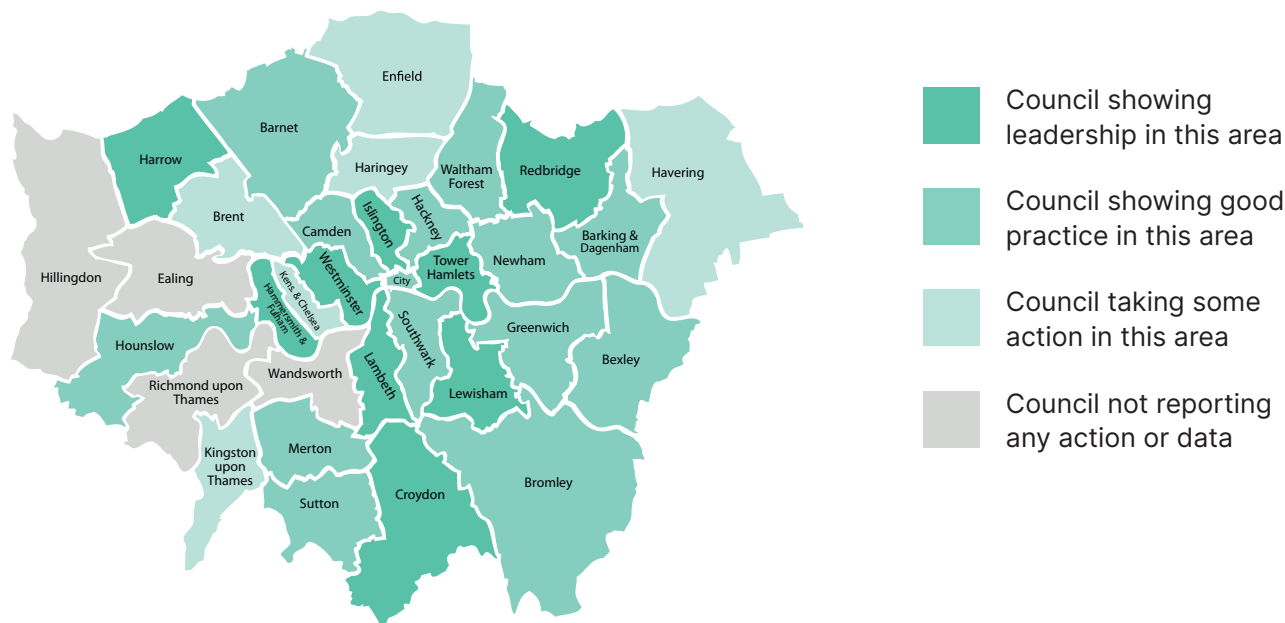 Enfield
Barnet
Harrow
Haringey
Waltham
Forest
Redbridge
Havering
Brent
Camden
Islington
Hackney
Barking &
Dagenham
Hillingdon
Ealing
Kens. & Chelsea
Hammersmith &
Fulham
Westminster
City
Tower
Hamlets
Newham
Hounslow
Southwark
Greenwich
Bexley
Richmond upon
Thames
Wandsworth
Lambeth
Lewisham
Kingston
upon
Thames
Merton
Sutton
Croydon
Bromley
Council showing
leadership in this area
Council showing good
practice in this area
Council taking some
action in this area
Council not reporting
any action or data